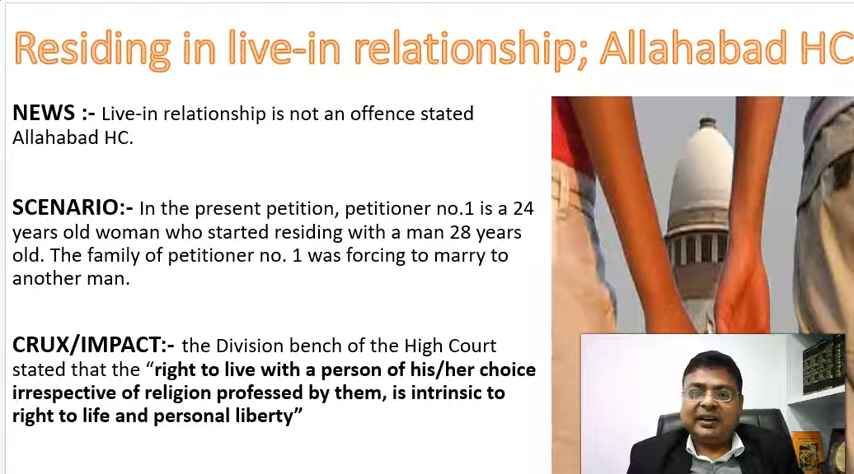 Residing in live-in relationship; Allahabad HC
NEWS :- Live-in relationship is not an offence stated
Allahabad HC.
SCENARIO:- In the present petition, petitioner no.1 is a 24
years old woman who started residing with a man 28 years
old. The family of petitioner no. 1 was forcing to marry to
another man.
CRUX/IMPACT:- the Division bench of the High Court
stated that the “right to live with a person of his/her choice
irrespective of religion professed by them, is intrinsic to
right to life and personal liberty”